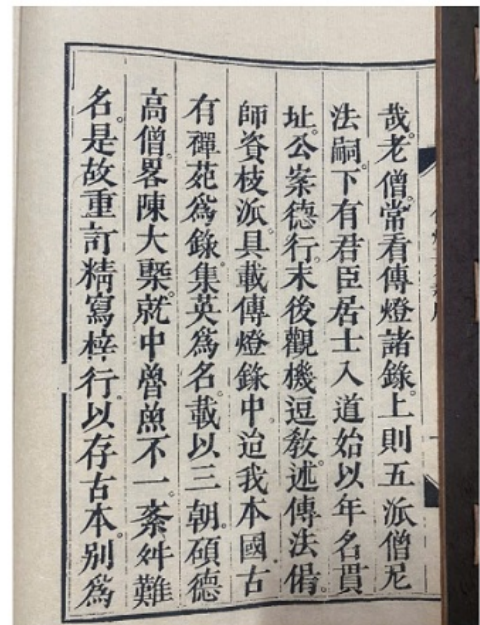 哉。老僧。常看傳燈諸錄。上則五派僧尼
法嗣。下有君臣居士入道始以年名貫
址。公案德行。末後觀機逗教。述傳法偈。
師資枝派。具載傳燈錄中。迨我本國古
有禪苑爲錄。集英爲名。載以三朝。碩德
高僧。畧陳大槩。就中魯魚不一。紊舛難
名。是故重訂精寫梓行。以存古本。別爲